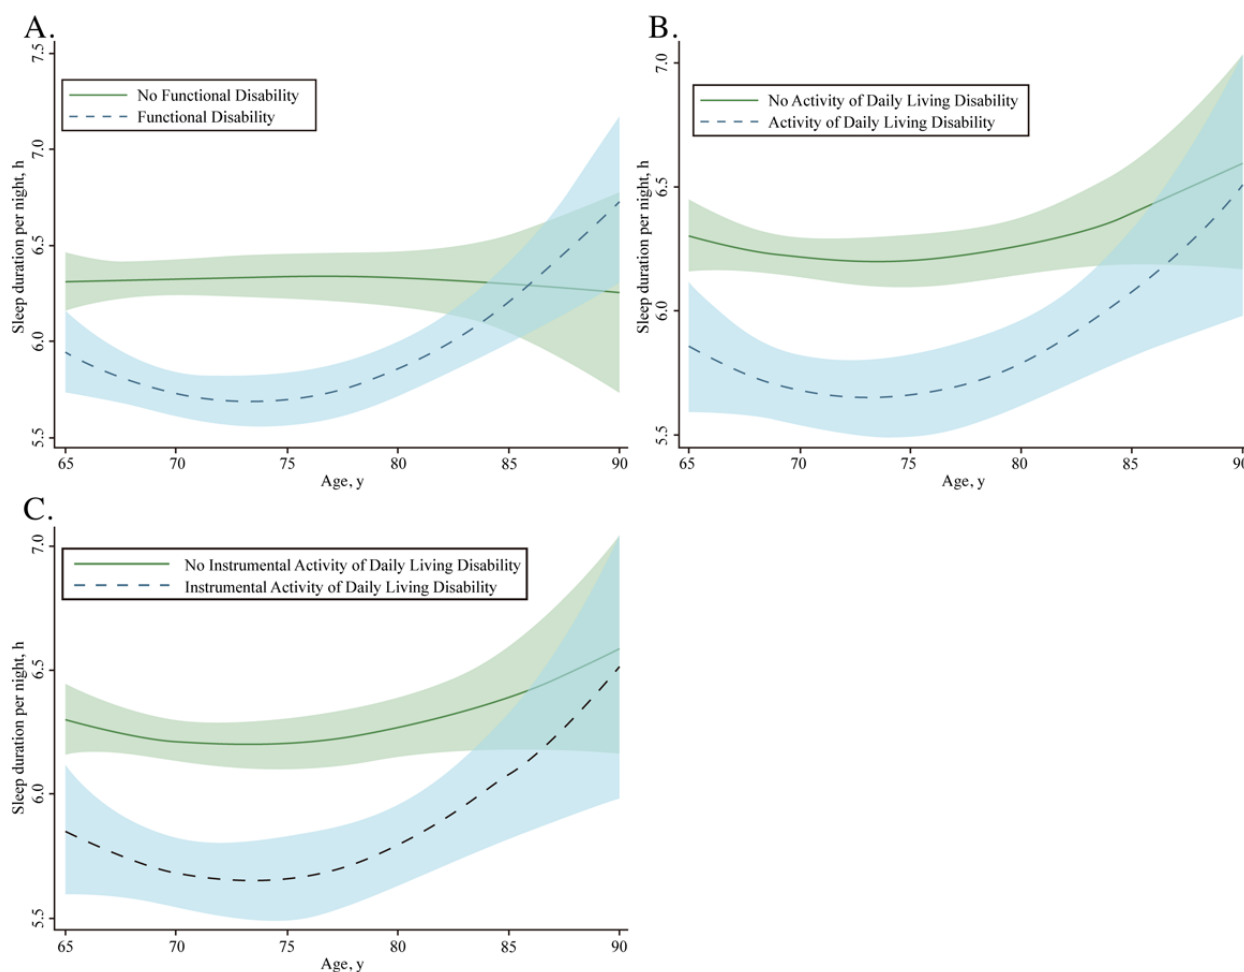 A.
No Functional Disability
Functional Disability
Sleep duration per night, h
7.5
7.0
6.5
6.0
5.5
65 70 75 80 85 90
Age, y
B.
No Activity of Daily Living Disability
Activity of Daily Living Disability
Sleep duration per night, h
7.0
6.5
6.0
5.5
65 70 75 80 85 90
Age, y
C.
No Instrumental Activity of Daily Living Disability
Instrumental Activity of Daily Living Disability
Sleep duration per night, h
7.0
6.5
6.0
5.5
65 70 75 80 85 90
Age, y